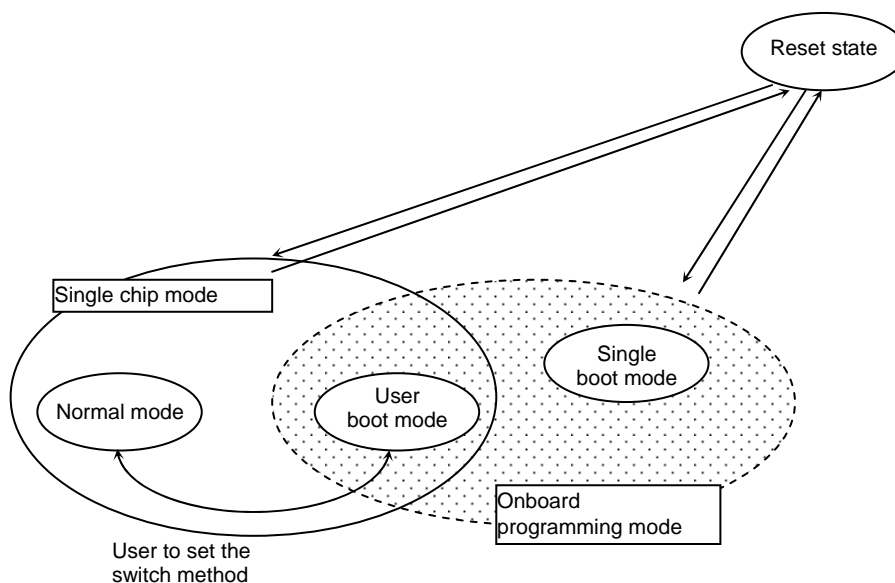 Reset state
Single chip mode
Single
boot mode
Normal mode
User
boot mode
Onboard
programming mode
User to set the
switch method